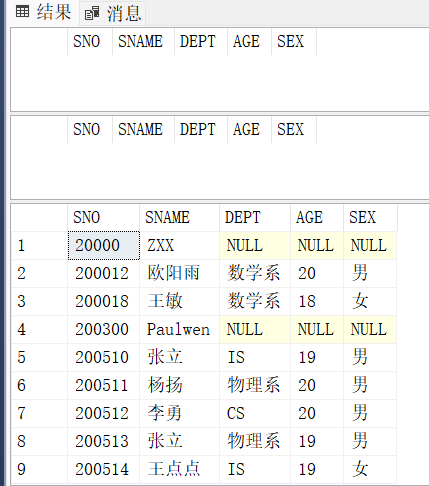 结果 消息
SNO SNAME DEPT AGE SEX
SNO SNAME DEPT AGE SEX
SNO SNAME DEPT AGE SEX
1 20000 ZXX NULL NULL NULL
2 200012 欧阳雨 数学系 20 男
3 200018 王敏 数学系 18 女
4 200300 Paulwen NULL NULL NULL
5 200510 张立 IS 19 男
6 200511 杨扬 物理系 20 男
7 200512 李勇 CS 20 男
8 200513 张立 物理系 19 男
9 200514 王点点 IS 19 女